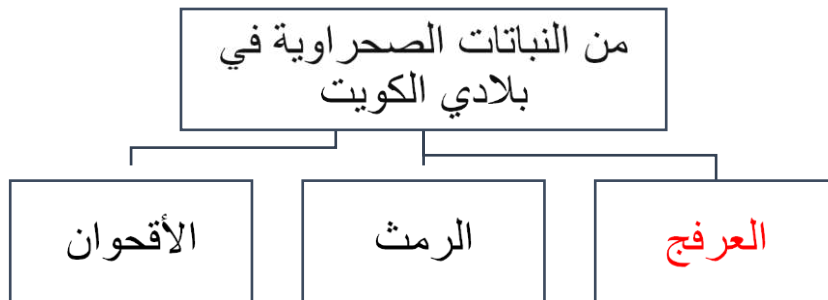 من النباتات الصحراوية في
بلادي الكويت
العرفج
الرمث
الأقحوان